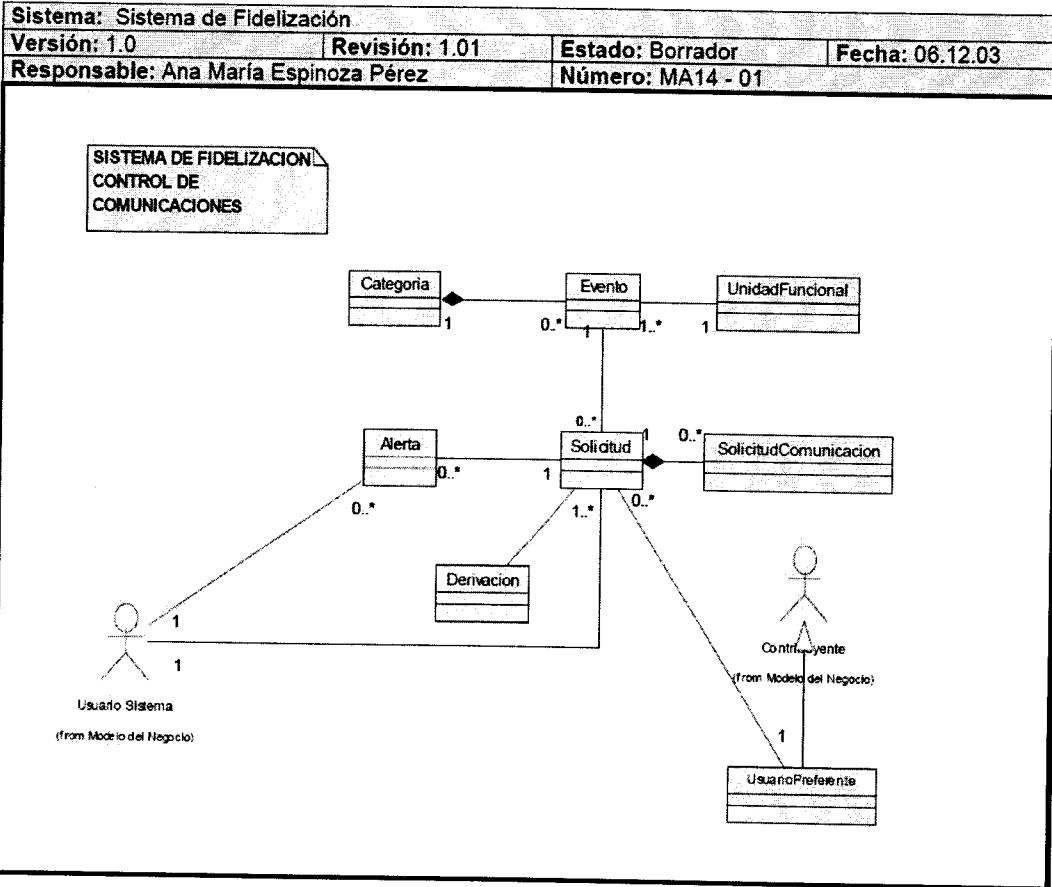 Sistema: Sistema de Fidelización
Versión: 1.0 Revisión: 1.01 Estado: Borrador Fecha: 06.12.03
Responsable: Ana María Espinoza Pérez Número: MA14 - 01
SISTEMA DE FIDELIZACION
CONTROL DE
COMUNICACIONES
Categoria Evento UnidadFuncional
1 0..* 1 1..* 1
0..* 1 0..*
Alerta Solicitud SolicitudComunicacion
0..* 1
0..* 1..* 0..*
Derivacion
1
1
Contribuyente
(from Modelo del Negocio)
Usuario Sistema
(from Modelo del Negocio)
1
UsuarioPreferente